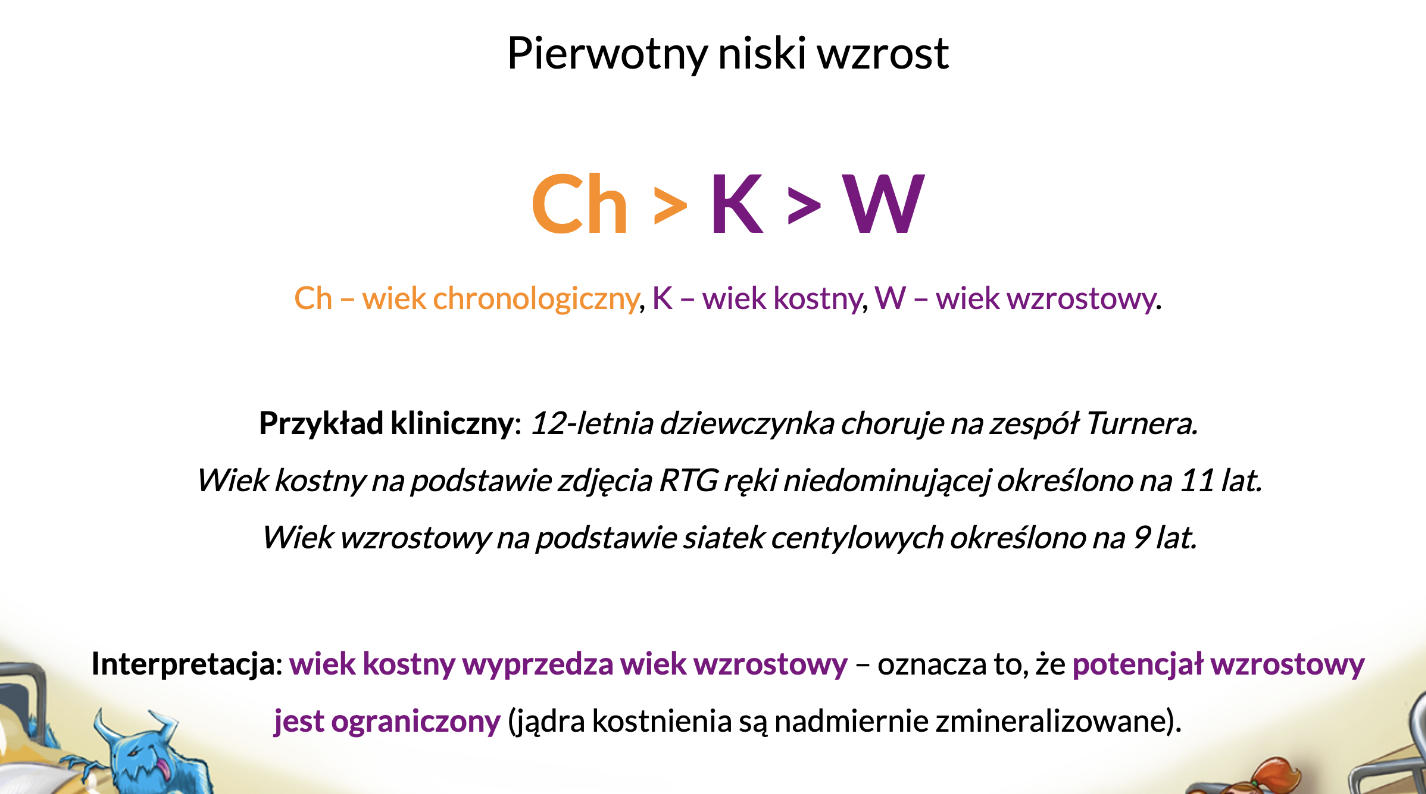 Pierwotny niski wzrost
Ch > K > W
Ch – wiek chronologiczny, K – wiek kostny, W – wiek wzrostowy.
Przykład kliniczny: 12-letnia dziewczynka choruje na zespół Turnera.
Wiek kostny na podstawie zdjęcia RTG ręki niedominującej określono na 11 lat.
Wiek wzrostowy na podstawie siatek centylowych określono na 9 lat.
Interpretacja: wiek kostny wyprzedza wiek wzrostowy – oznacza to, że potencjał wzrostowy
jest ograniczony (jądra kostnienia są nadmiernie zmineralizowane).